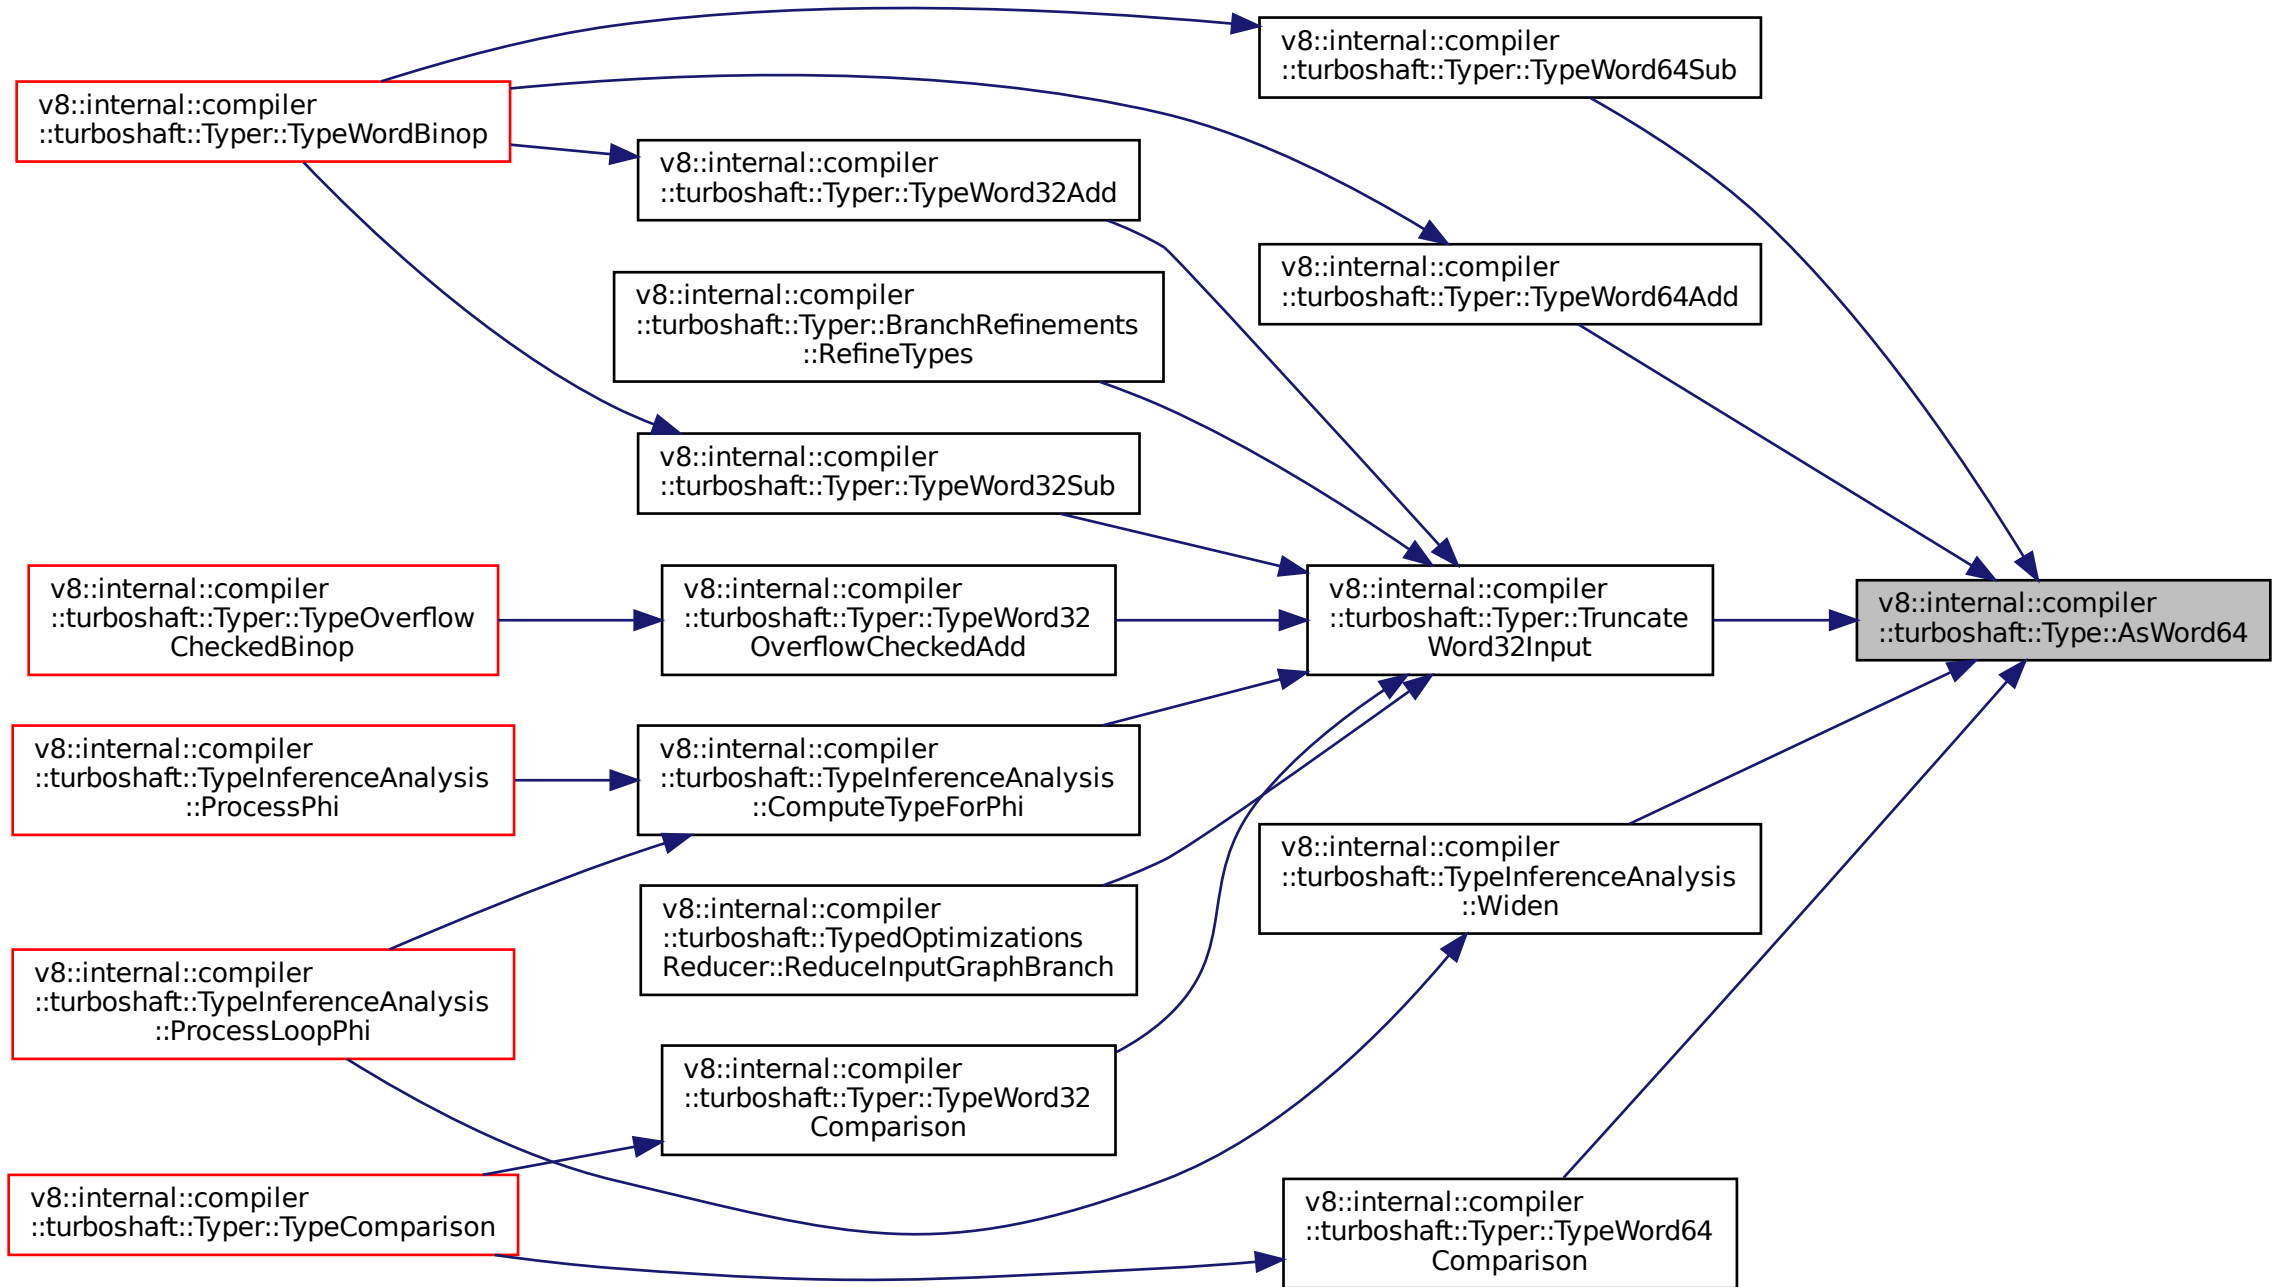 v8::internal::compiler
::turboshaft::Typer::TypeWord64Sub
v8::internal::compiler
::turboshaft::Typer::TypeWordBinop
v8::internal::compiler
::turboshaft::Typer::TypeWord32Add
v8::internal::compiler
::turboshaft::Typer::TypeWord64Add
v8::internal::compiler
::turboshaft::Typer::BranchRefinements
::RefineTypes
v8::internal::compiler
::turboshaft::Typer::TypeWord32Sub
v8::internal::compiler
::turboshaft::Typer::TypeOverflow
CheckedBinop
v8::internal::compiler
::turboshaft::Typer::TypeWord32
OverflowCheckedAdd
v8::internal::compiler
::turboshaft::Typer::Truncate
Word32Input
v8::internal::compiler
::turboshaft::Type::AsWord64
v8::internal::compiler
::turboshaft::TypeInferenceAnalysis
::ProcessPhi
v8::internal::compiler
::turboshaft::TypeInferenceAnalysis
::ComputeTypeForPhi
v8::internal::compiler
::turboshaft::TypeInferenceAnalysis
::Widen
v8::internal::compiler
::turboshaft::TypedOptimizations
Reducer::ReduceInputGraphBranch
v8::internal::compiler
::turboshaft::TypeInferenceAnalysis
::ProcessLoopPhi
v8::internal::compiler
::turboshaft::Typer::TypeWord32
Comparison
v8::internal::compiler
::turboshaft::Typer::TypeComparison
v8::internal::compiler
::turboshaft::Typer::TypeWord64
Comparison